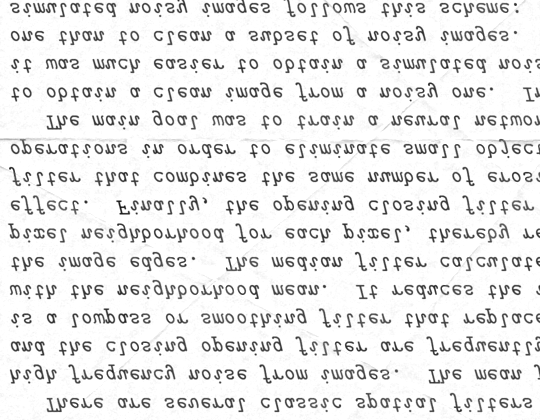 There are several classic spatial filters
high frequency noise from images. The mean f
and the closing opening filter are frequently
is a lowpass or smoothing filter that replace
with the neighborhood mean. It reduces the
the image edges. The median filter calculate
pixel neighborhood for each pixel, thereby re
effect. Finally, the opening closing filter
filter that combines the same number of erosi
operations in order to eliminate small object
The main goal was to train a neural networ
to obtain a clean image from a noisy one. In
it was much easier to obtain a simulated nois
one than to clean a subset of noisy images.
simulated noisy images follows this scheme: